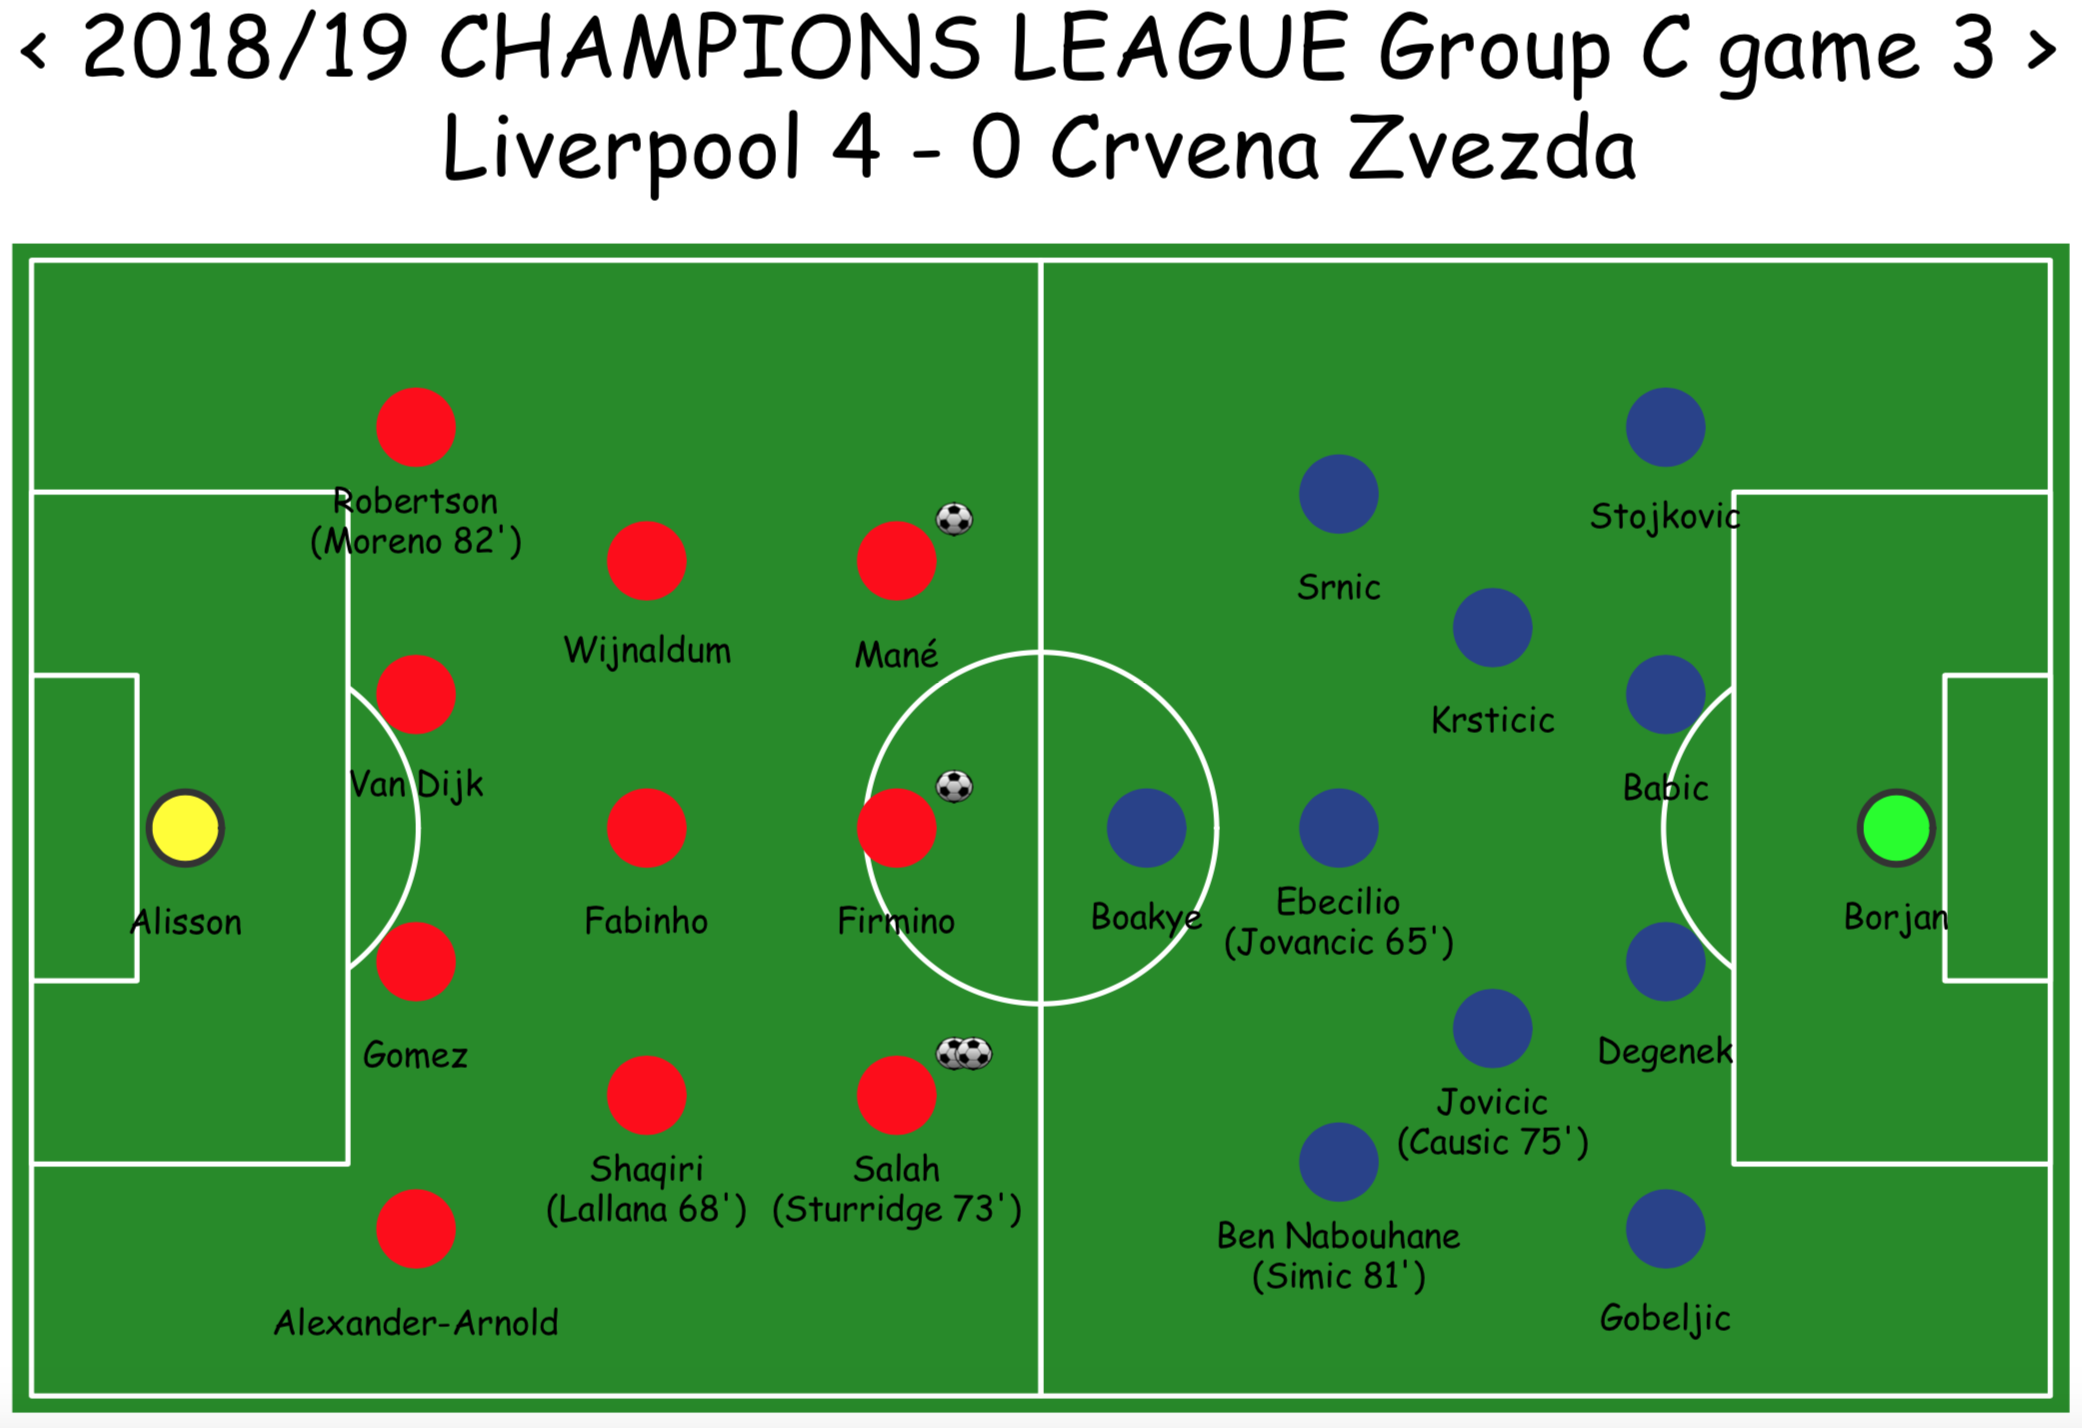 < 2018/19 CHAMPIONS LEAGUE Group C game 3 >
Liverpool 4 - 0 Crvena Zvezda
Robertson
(Moreno 82')
Van Dijk
Alisson
Gomez
Alexander-Arnold
Wijnaldum
Fabinho
Shaqiri
(Lallana 68')
Mané
Firmino
Salah
(Sturridge 73')
Boakye
Srnic
Ebecilio
(Jovancic 65')
Ben Nabouhane
(Simic 81')
Krsticic
Jovicic
(Causic 75')
Stojkovic
Babic
Degenek
Gobeljic
Borjan